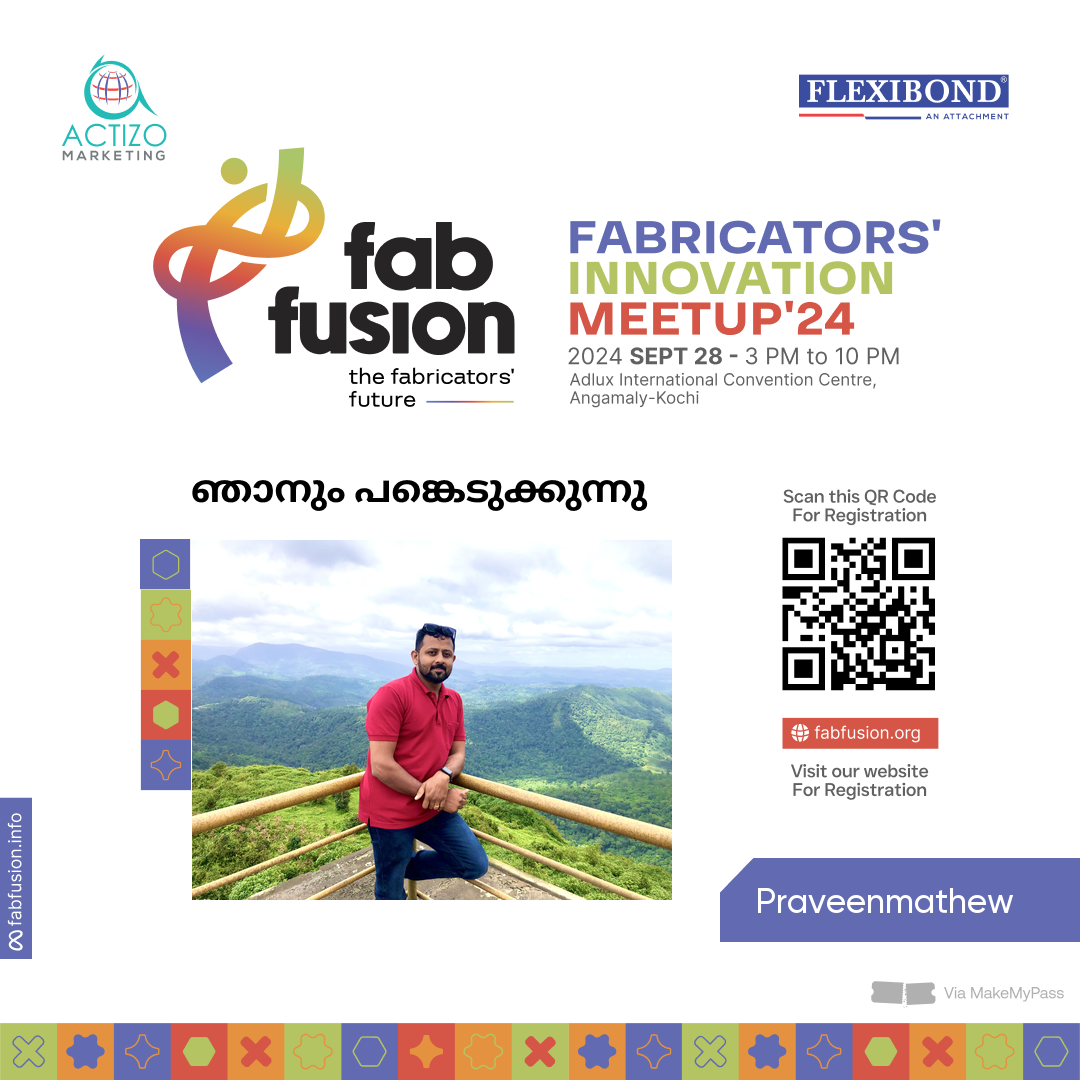 ACTIZO
MARKETING
FLEXIBOND®
AN ATTACHMENT
fab
fusion
the fabricators'
future
FABRICATORS'
INNOVATION
MEETUP'24
2024 SEPT 28 - 3 PM to 10 PM
Adlux International Convention Centre,
Angamaly-Kochi
ഞാനും പങ്കെടുക്കുന്നു
Scan this QR Code
For Registration
fabfusion.org
Visit our website
For Registration
fabfusion.info
Praveenmathew
Via MakeMyPass